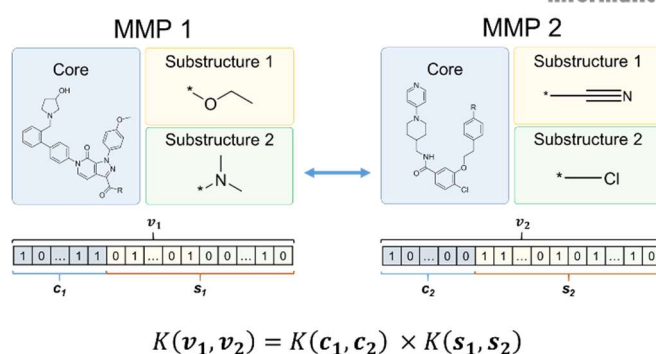 MMP 1
MMP 2
Core
Substructure 1
Substructure 2
OH
N
O
O
N
N
N
O
R
*
O
*
N
Core
Substructure 1
Substructure 2
N
N
R
NH
O
O
Cl
*
N
*
Cl
v₁
1 0 ... 1 1 0 1 ... 0 1 0 0 ... 1 0
c₁
s₁
v₂
1 0 ... 0 0 1 1 ... 0 1 0 1 ... 1 0
c₂
s₂
K(v₁, v₂) = K(c₁, c₂) × K(s₁, s₂)